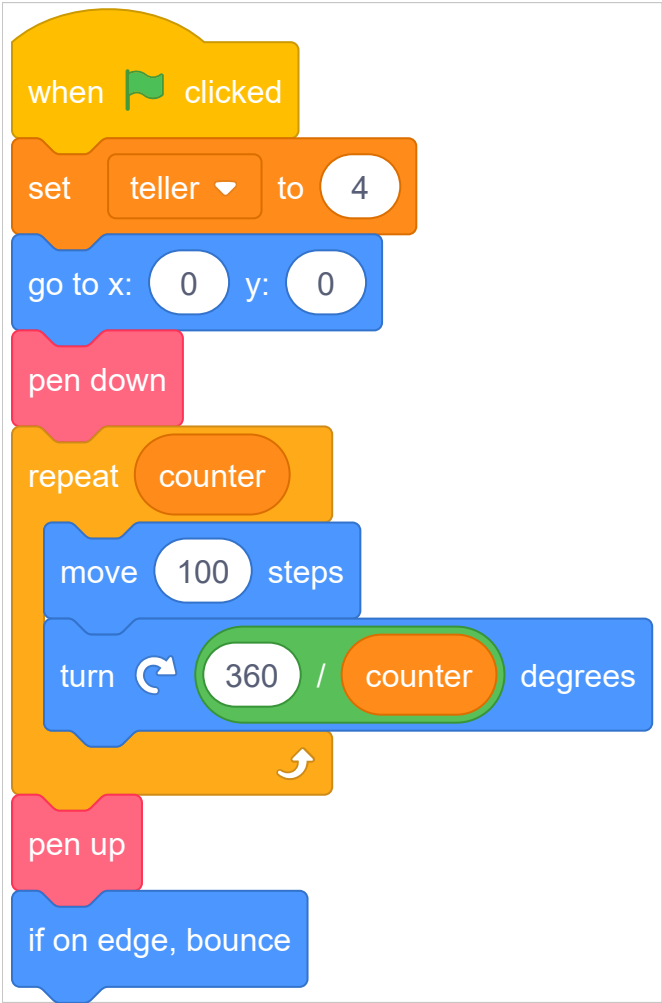 when clicked
set teller to 4
go to x: 0 y: 0
pen down
repeat counter
move 100 steps
turn 360 / counter degrees
pen up
if on edge, bounce